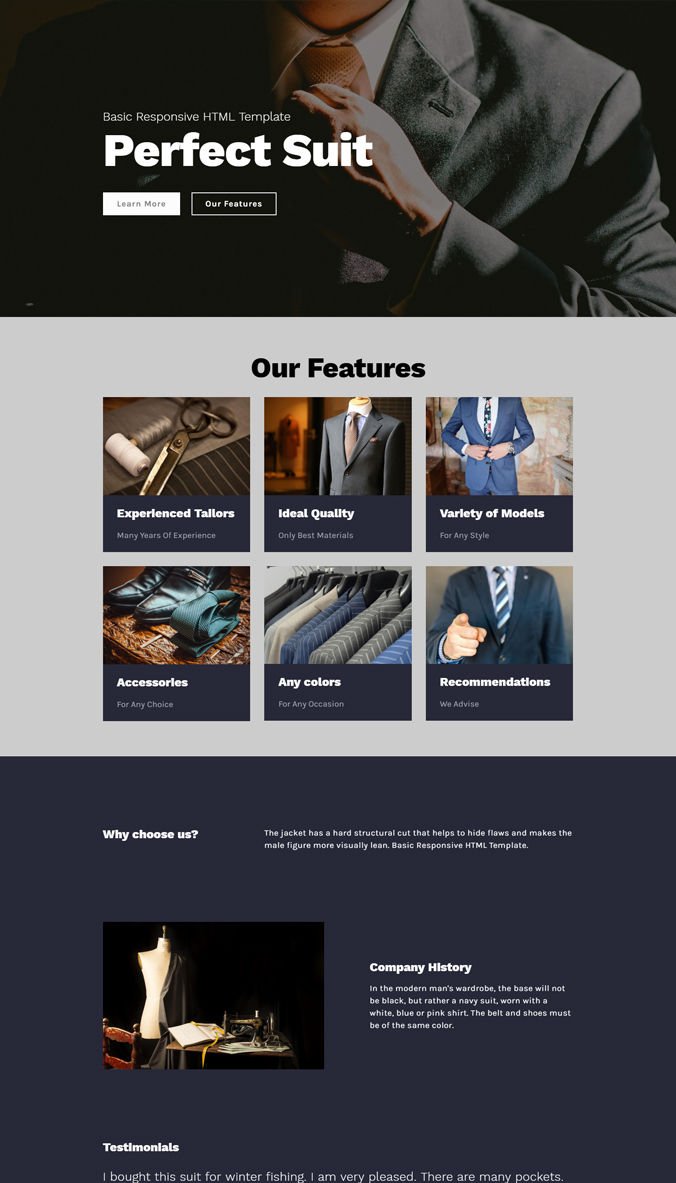 Basic Responsive HTML Template
Perfect Suit
Learn More
Our Features
Our Features
Experienced Tailors
Many Years Of Experience
Ideal Quality
Only Best Materials
Variety of Models
For Any Style
Accessories
For Any Choice
Any colors
For Any Occasion
Recommendations
We Advise
Why choose us?
The jacket has a hard structural cut that helps to hide flaws and makes the
male figure more visually lean. Basic Responsive HTML Template.
Company History
In the modern man's wardrobe, the base will not
be black, but rather a navy suit, worn with a
white, blue or pink shirt. The belt and shoes must
be of the same color.
Testimonials
I bought this suit for winter fishing. I am very pleased. There are many pockets.